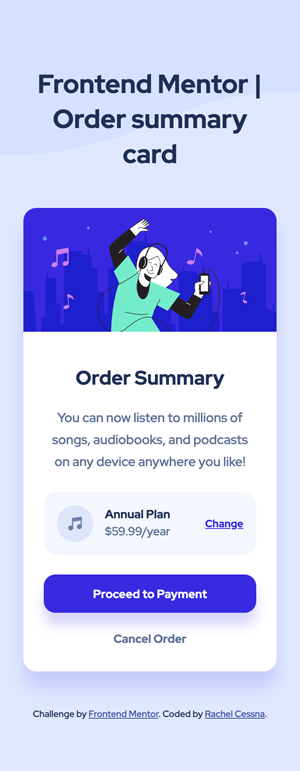 Frontend Mentor |
Order summary
card
Order Summary
You can now listen to millions of
songs, audiobooks, and podcasts
on any device anywhere you like!
Annual Plan
$59.99/year
Change
Proceed to Payment
Cancel Order
Challenge by Frontend Mentor. Coded by Rachel Cessna.